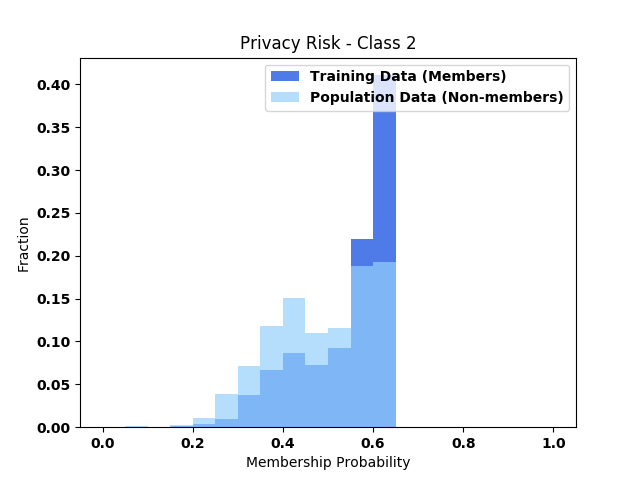 Privacy Risk - Class 2
Training Data (Members)
Population Data (Non-members)
0.40
0.35
0.30
0.25
0.20
0.15
0.10
0.05
0.00
Fraction
0.0 0.2 0.4 0.6 0.8 1.0
Membership Probability